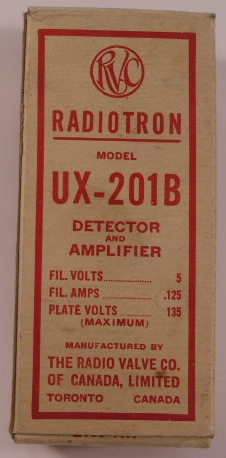 RVC
RADIOTRON
MODEL
UX-201B
DETECTOR
AND
AMPLIFIER
FIL. VOLTS.................... 5
FIL. AMPS .................... .125
PLATE VOLTS ......... 135
(MAXIMUM)
MANUFACTURED BY
THE RADIO VALVE CO.
OF CANADA, LIMITED
TORONTO CANADA